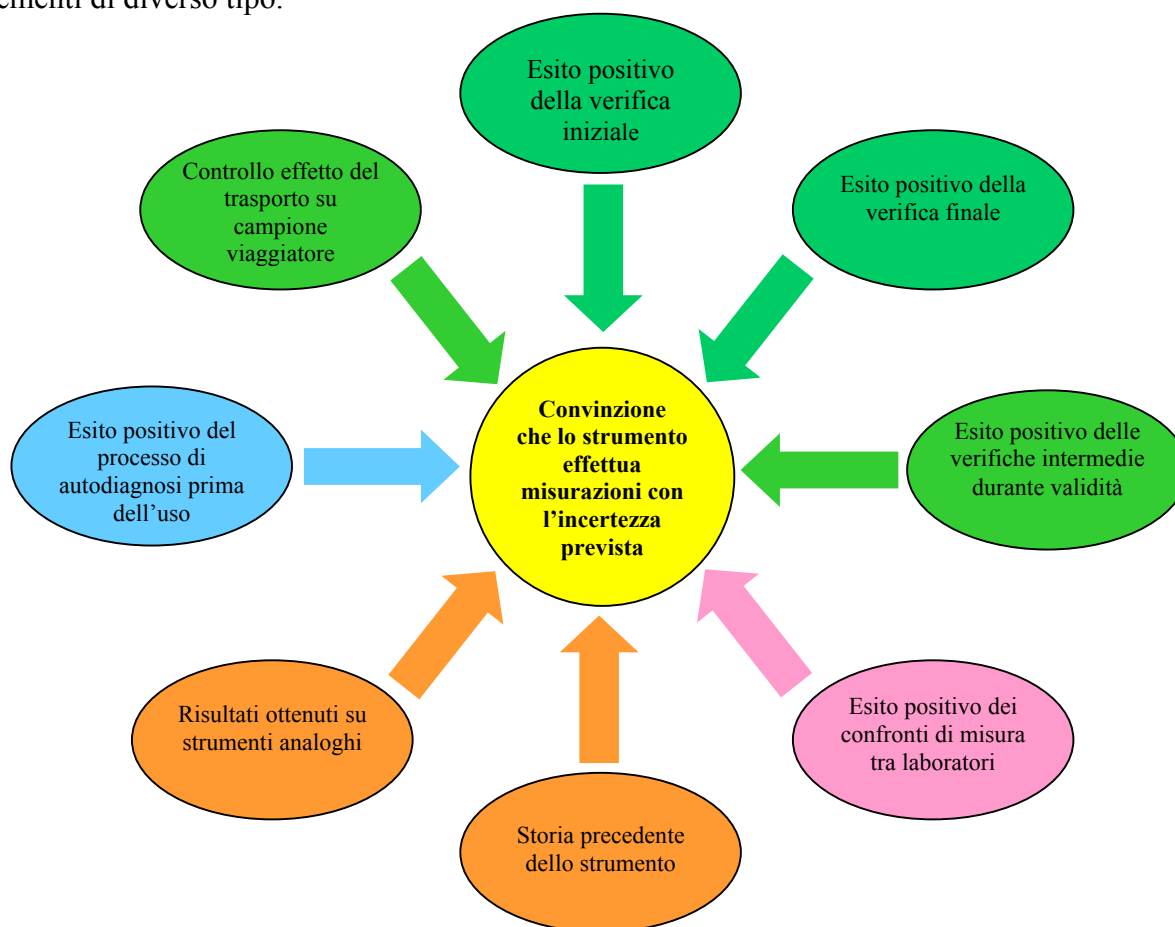 di diverso tipo.
Esito positivo
della verifica
iniziale
Controllo effetto del
trasporto su
campione
viaggiatore
Esito positivo della
verifica finale
Convinzione
che lo strumento
effettua
misurazioni con
l’incertezza
prevista
Esito positivo del
processo di
autodiagnosi prima
dell’uso
Esito positivo delle
verifiche intermedie
durante validità
Risultati ottenuti su
strumenti analoghi
Esito positivo dei
confronti di misura
tra laboratori
Storia precedente
dello strumento